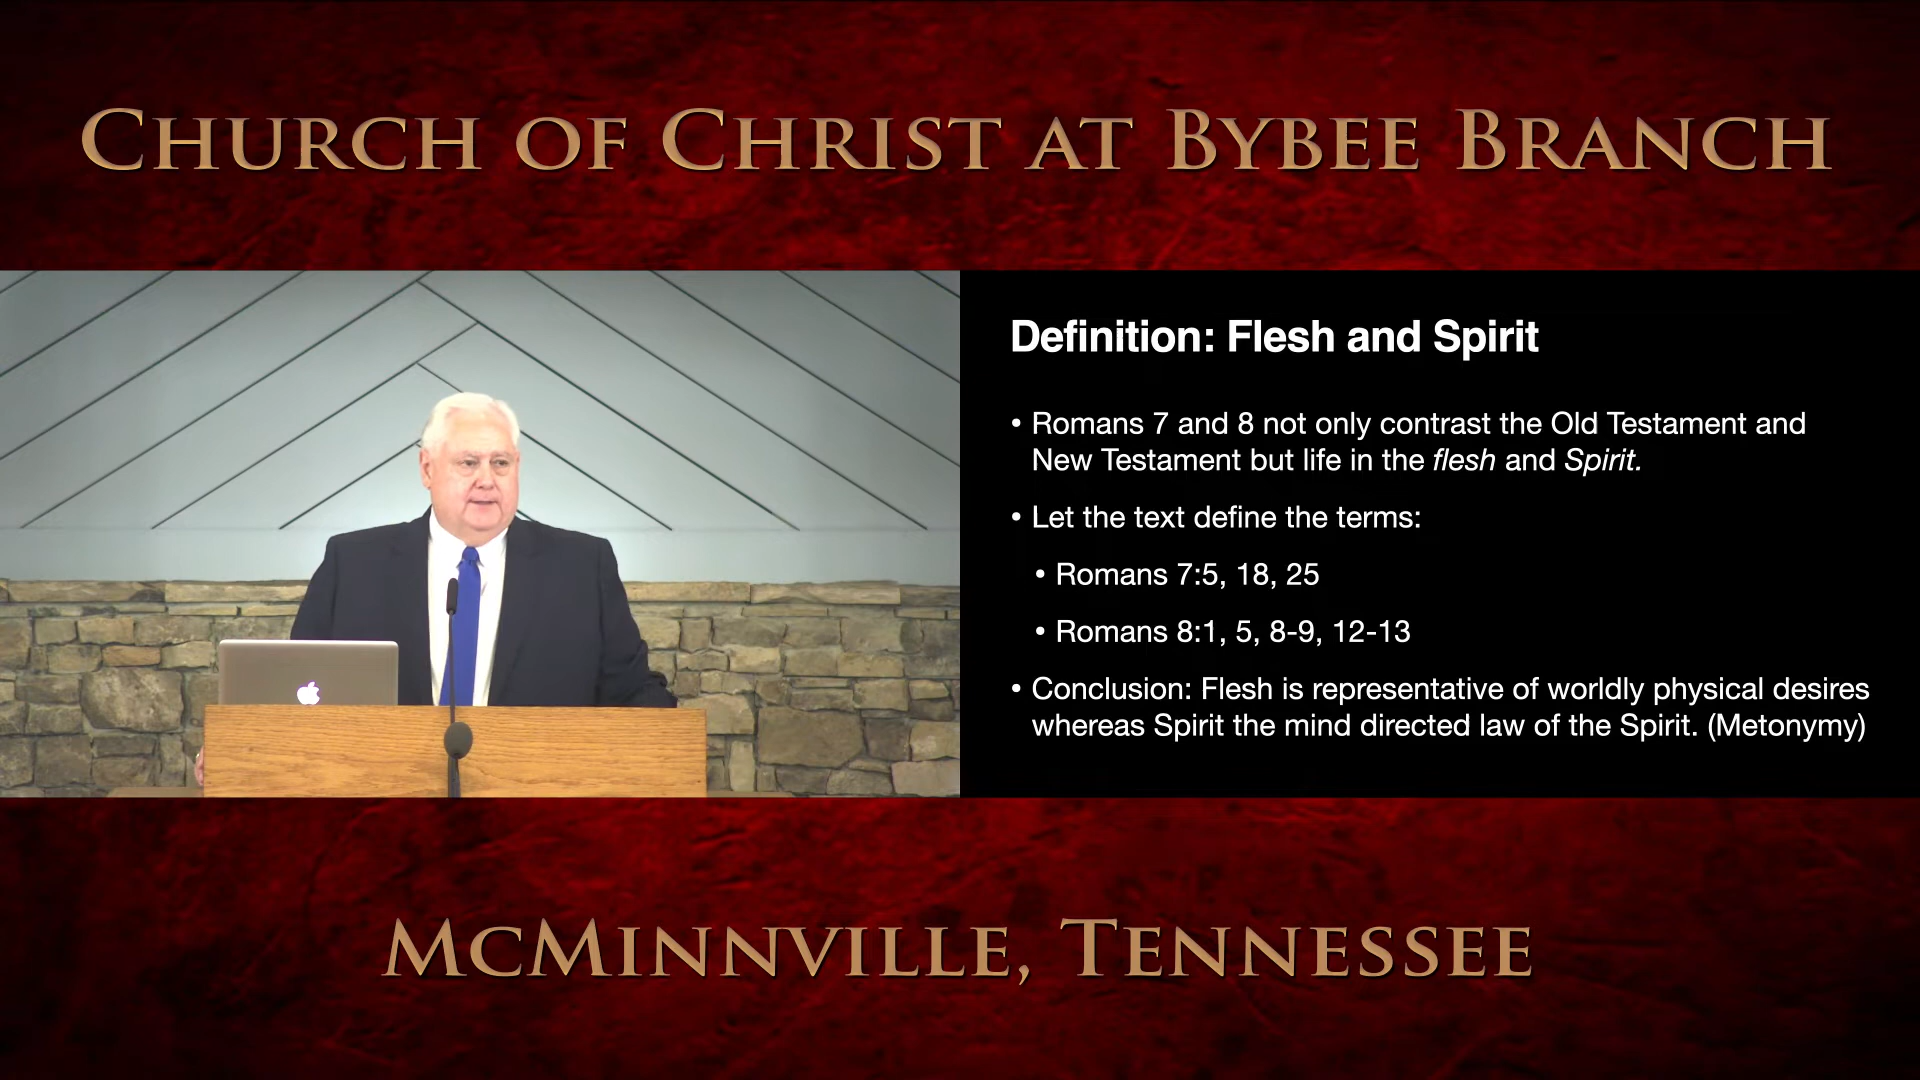 CHURCH OF CHRIST AT BYBEE BRANCH
Definition: Flesh and Spirit
• Romans 7 and 8 not only contrast the Old Testament and
New Testament but life in the flesh and Spirit.
• Let the text define the terms:
• Romans 7:5, 18, 25
• Romans 8:1, 5, 8-9, 12-13
• Conclusion: Flesh is representative of worldly physical desires
whereas Spirit the mind directed law of the Spirit. (Metonymy)
MCMINNVILLE, TENNESSEE